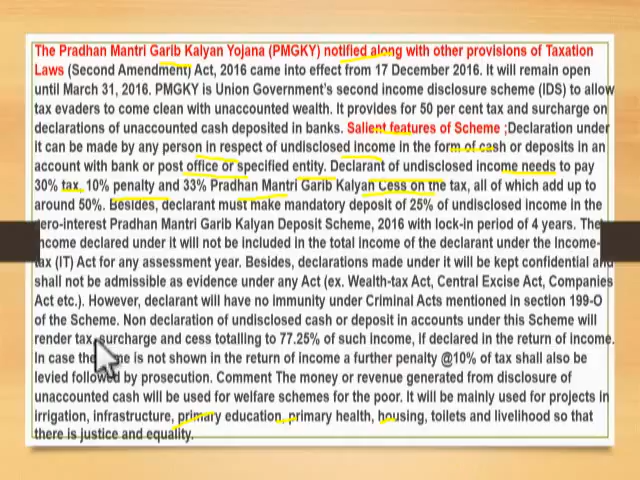 The Pradhan Mantri Garib Kalyan Yojana (PMGKY) notified along with other provisions of Taxation
Laws (Second Amendment) Act, 2016 came into effect from 17 December 2016. It will remain open
until March 31, 2016. PMGKY is Union Government's second income disclosure scheme (IDS) to allow
tax evaders to come clean with unaccounted wealth. It provides for 50 per cent tax and surcharge on
declarations of unaccounted cash deposited in banks. Salient features of Scheme ;Declaration under
it can be made by any person in respect of undisclosed income in the form of cash or deposits in an
account with bank or post office or specified entity. Declarant of undisclosed income needs to pay
30% tax, 10% penalty and 33% Pradhan Mantri Garib Kalyan Cess on the tax, all of which add up to
around 50%. Besides, declarant must make mandatory deposit of 25% of undisclosed income in the
zero-interest Pradhan Mantri Garib Kalyan Deposit Scheme, 2016 with lock-in period of 4 years. The
income declared under it will not be included in the total income of the declarant under the Income-
tax (IT) Act for any assessment year. Besides, declarations made under it will be kept confidential and
shall not be admissible as evidence under any Act (ex. Wealth-tax Act, Central Excise Act, Companies
Act etc.). However, declarant will have no immunity under Criminal Acts mentioned in section 199-O
of the Scheme. Non declaration of undisclosed cash or deposit in accounts under this Scheme will
render tax, surcharge and cess totalling to 77.25% of such income, if declared in the return of income.
In case the is not shown in the return of income a further penalty @10% of tax shall also be
levied followed by prosecution. Comment The money or revenue generated from disclosure of
unaccounted cash will be used for welfare schemes for the poor. It will be mainly used for projects in
irrigation, infrastructure, primary education, primary health, housing, toilets and livelihood so that
there is justice and equality.